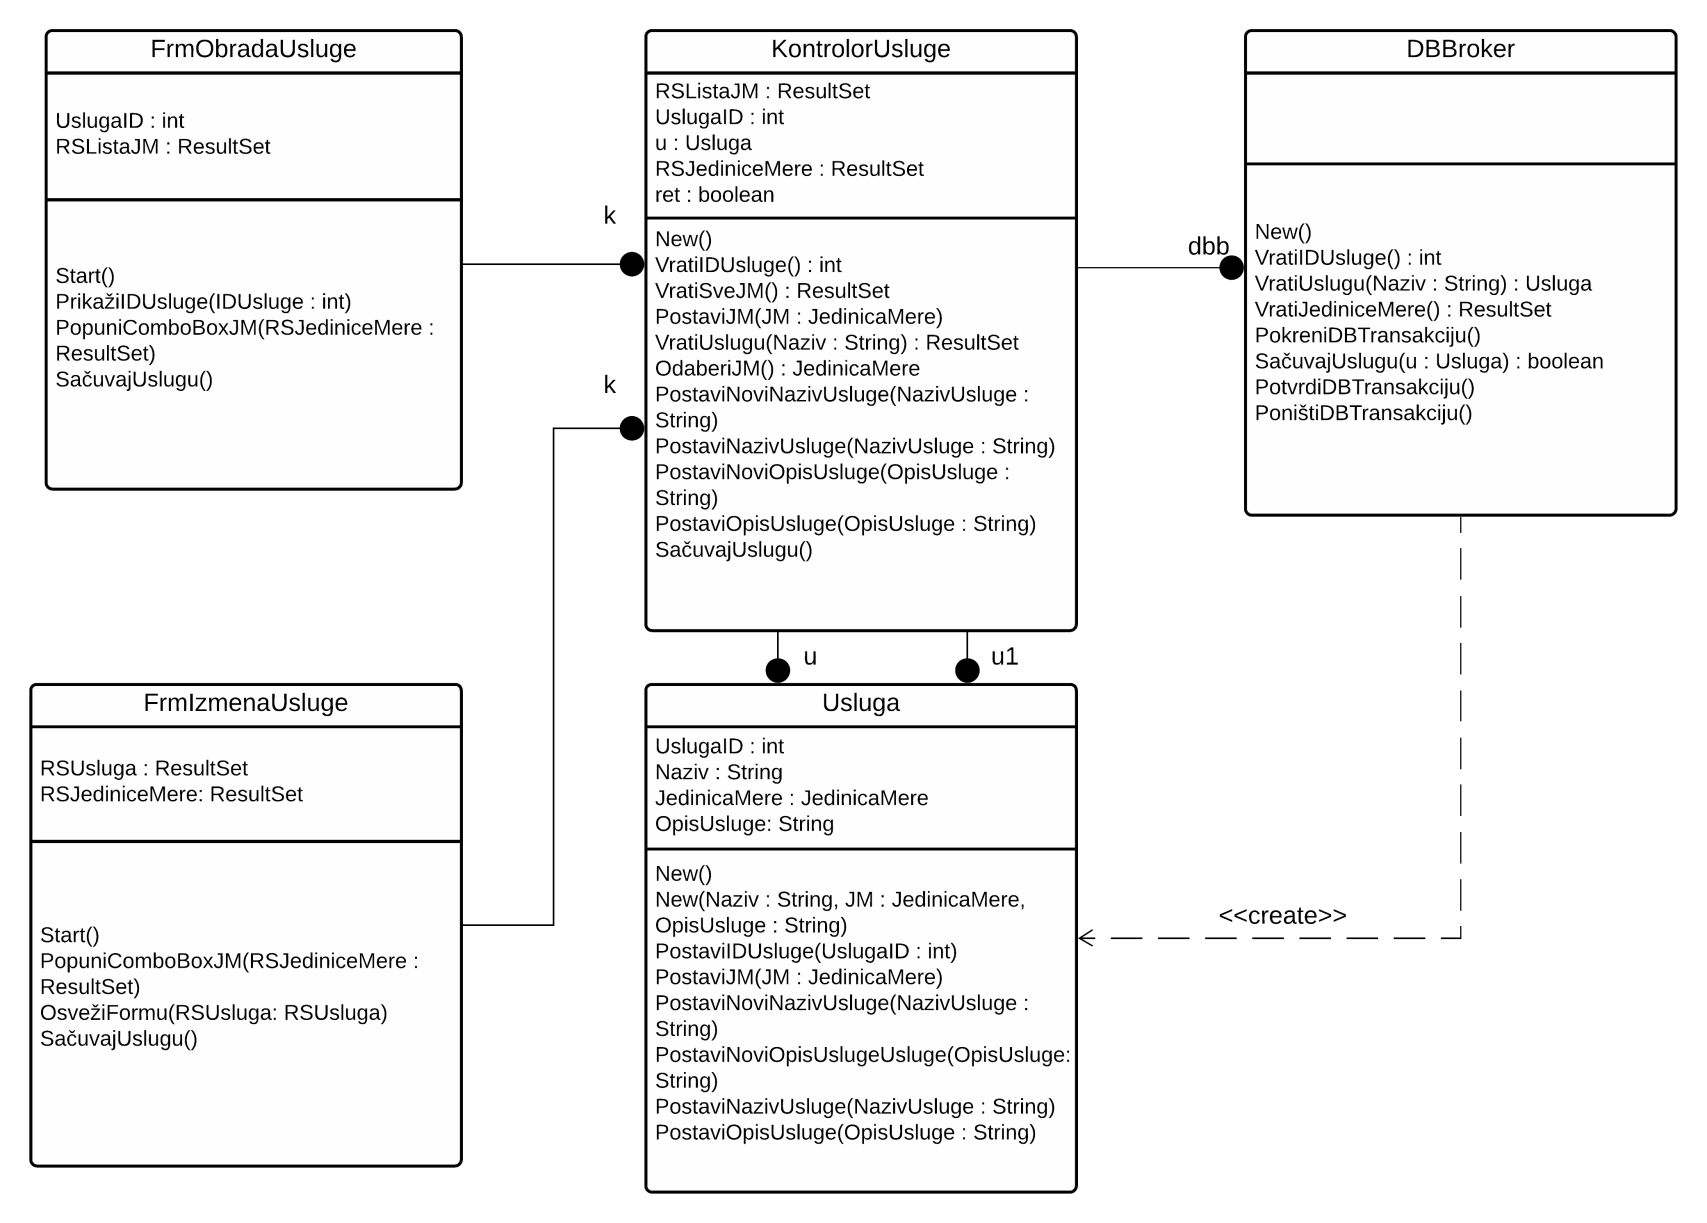 FrmObradaUsluge
UslugaID : int
RSListaJM : ResultSet
Start()
PrikažiIDUsluge(IDUsluge : int)
PopuniComboBoxJM(RSJediniceMere :
ResultSet)
SačuvajUslugu()
k
k
KontrolorUsluge
RSListaJM : ResultSet
UslugaID : int
u : Usluga
RSJediniceMere : ResultSet
ret : boolean
New()
VratiIDUsluge() : int
VratiSveJM() : ResultSet
PostaviJM(JM : JedinicaMere)
VratiUslugu(Naziv : String) : ResultSet
OdaberiJM() : JedinicaMere
PostaviNoviNazivUsluge(NazivUsluge :
String)
PostaviNazivUsluge(NazivUsluge : String)
PostaviNoviOpisUsluge(OpisUsluge :
String)
PostaviOpisUsluge(OpisUsluge : String)
SačuvajUslugu()
dbb
DBBroker
New()
VratiIDUsluge() : int
VratiUslugu(Naziv : String) : Usluga
VratiJediniceMere() : ResultSet
PokreniDBTransakciju()
SačuvajUslugu(u : Usluga) : boolean
PotvrdiDBTransakciju()
PoništiDBTransakciju()
u
u1
FrmIzmenaUsluge
RSUsluga : ResultSet
RSJediniceMere: ResultSet
Start()
PopuniComboBoxJM(RSJediniceMere :
ResultSet)
OsvežiFormu(RSUsluga: RSUsluga)
SačuvajUslugu()
Usluga
UslugaID : int
Naziv : String
JedinicaMere : JedinicaMere
OpisUsluge: String
New()
New(Naziv : String, JM : JedinicaMere,
OpisUsluge : String)
PostaviIDUsluge(UslugaID : int)
PostaviJM(JM : JedinicaMere)
PostaviNoviNazivUsluge(NazivUsluge :
String)
PostaviNoviOpisUslugeUsluge(OpisUsluge:
String)
PostaviNazivUsluge(NazivUsluge : String)
PostaviOpisUsluge(OpisUsluge : String)
<<create>>